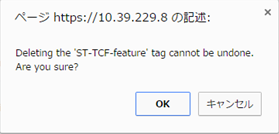 ページ https://10.39.229.8 の記述:
Deleting the 'ST-TCF-feature' tag cannot be undone.
Are you sure?
OK
キャンセル